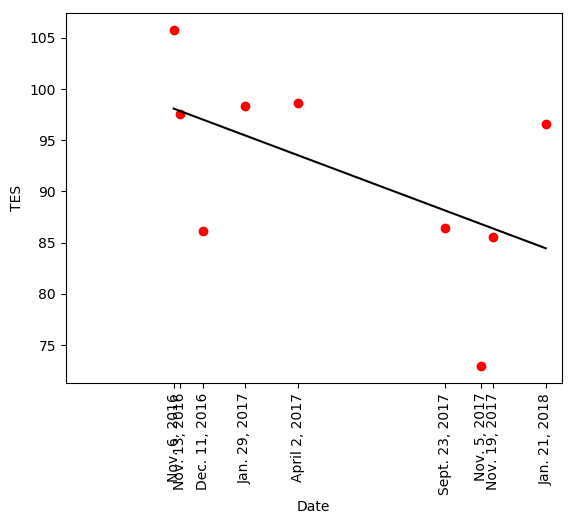 105
100
95
90
85
80
75
TES
Nov. 6, 2016
Nov. 13, 2016
Dec. 11, 2016
Jan. 29, 2017
April 2, 2017
Sept. 23, 2017
Nov. 5, 2017
Nov. 19, 2017
Jan. 21, 2018
Date